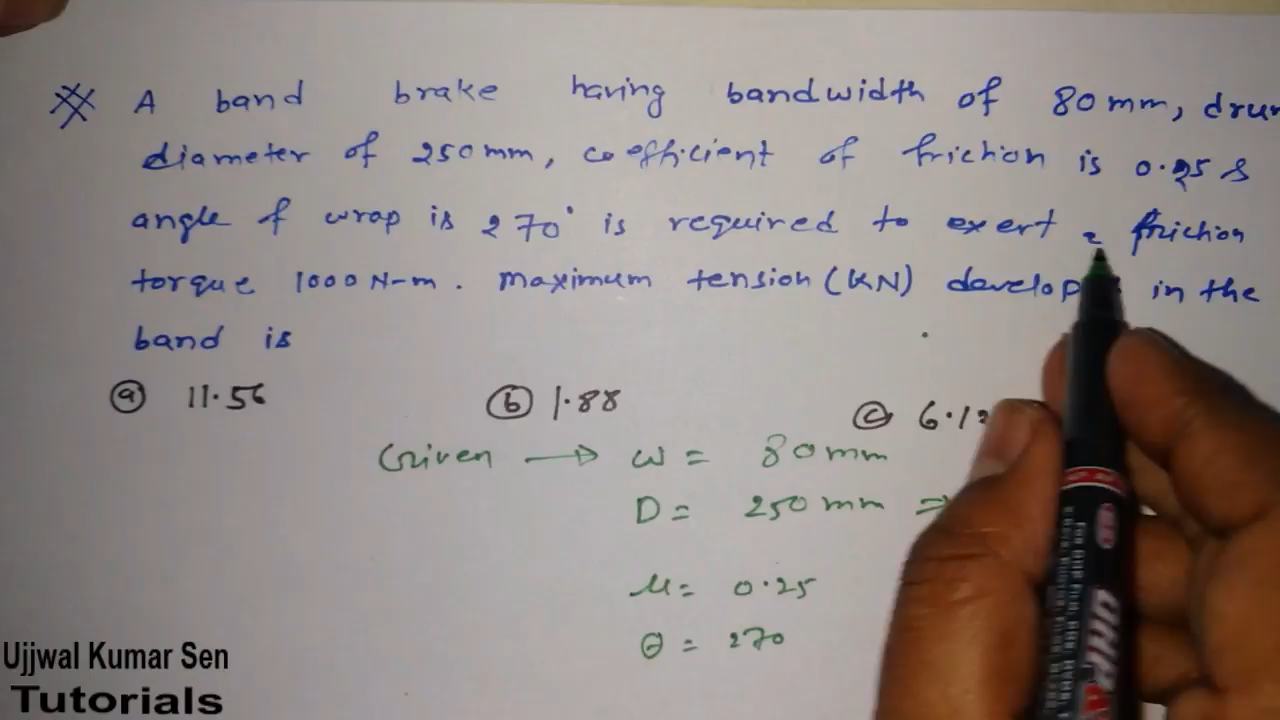 A band brake having bandwidth of 80mm,
diameter of 250mm, coefficient of friction is 0.25 &
angle f wrap is 270° is required to exert a friction
torque 1000 N-m. maximum tension (KN) in the
band is
ⓐ 11.56 ⓑ 1.88 ⓒ
Given → w = 80mm
D = 250mm ⇒
μ = 0.25
θ = 270
Ujjwal Kumar Sen
Tutorials